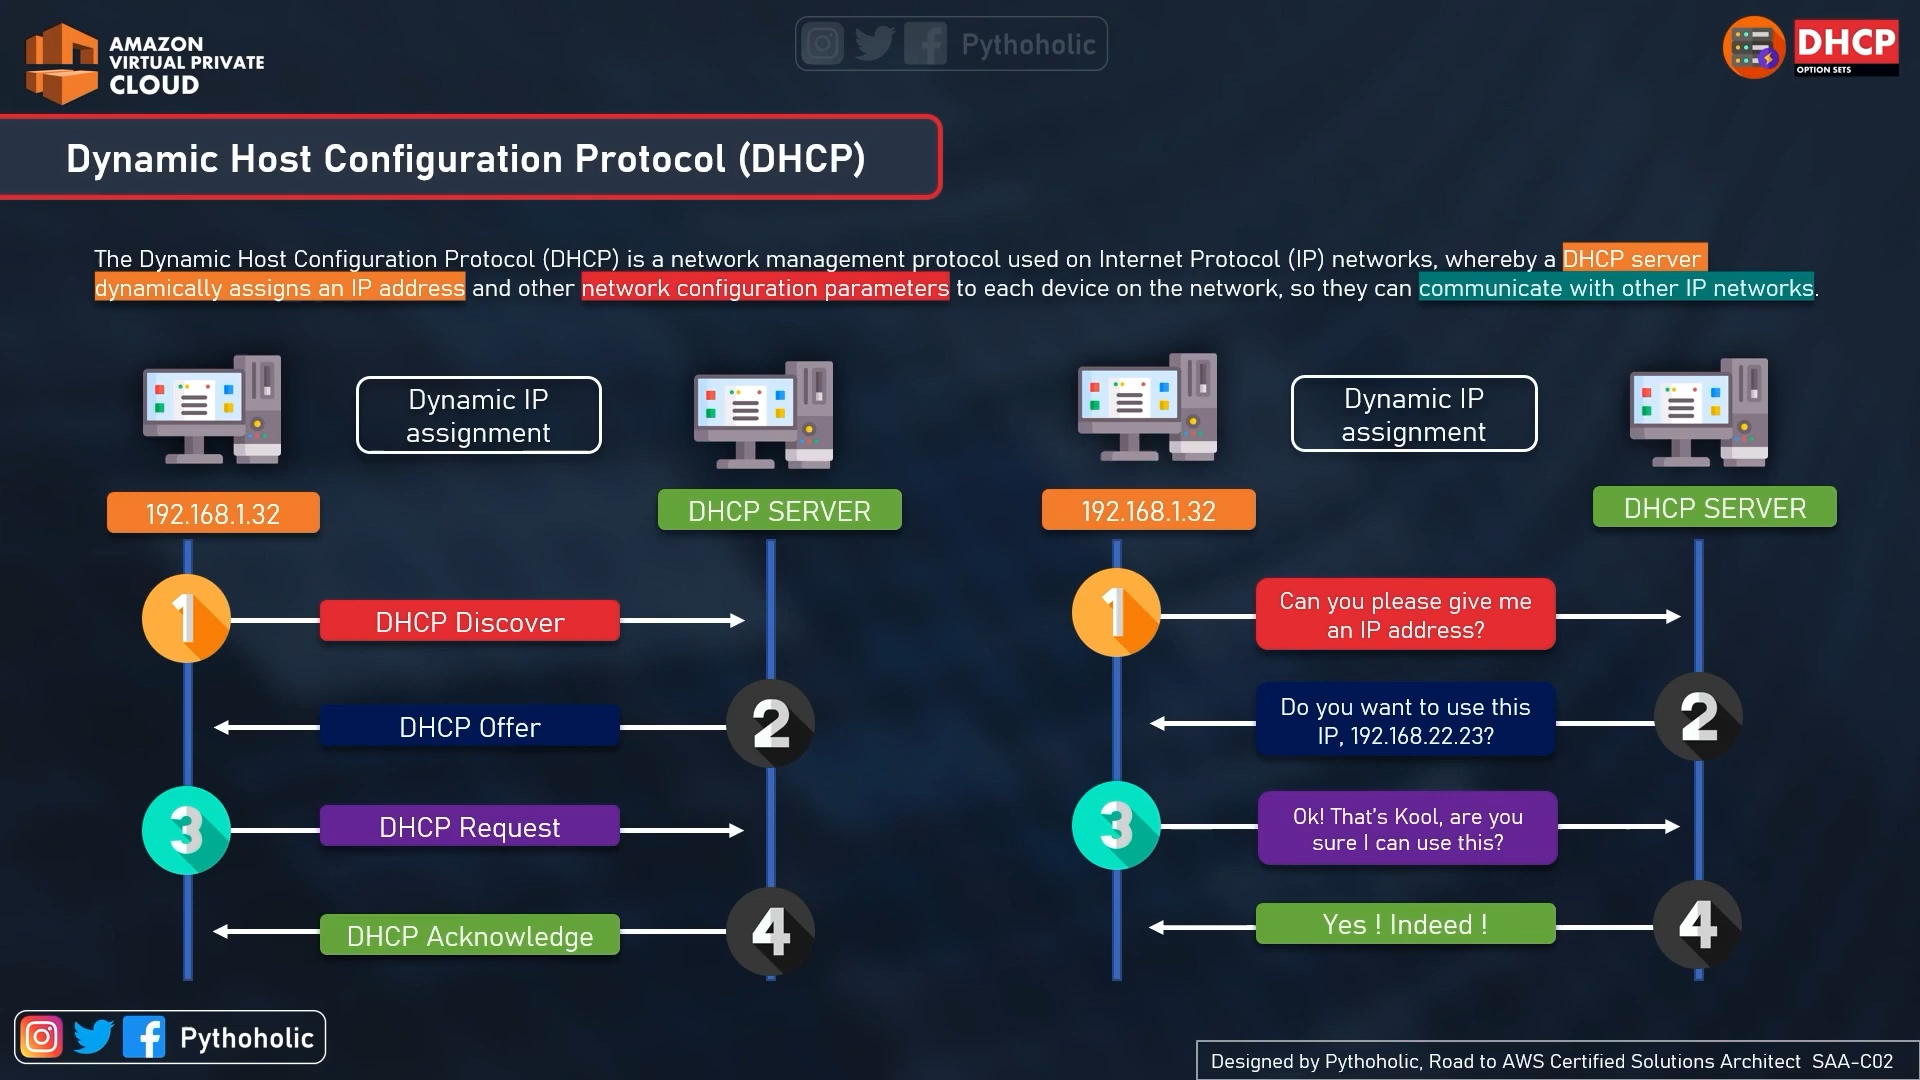 AMAZON
VIRTUAL PRIVATE
CLOUD
Pythoholic
DHCP
OPTION SETS
Dynamic Host Configuration Protocol (DHCP)
The Dynamic Host Configuration Protocol (DHCP) is a network management protocol used on Internet Protocol (IP) networks, whereby a DHCP server
dynamically assigns an IP address and other network configuration parameters to each device on the network, so they can communicate with other IP networks.
Dynamic IP
assignment
192.168.1.32
DHCP SERVER
1
DHCP Discover
DHCP Offer
2
3
DHCP Request
DHCP Acknowledge
4
Dynamic IP
assignment
192.168.1.32
DHCP SERVER
1
Can you please give me
an IP address?
Do you want to use this
IP, 192.168.22.23?
2
3
Ok! That's Kool, are you
sure I can use this?
Yes ! Indeed !
4
Pythoholic
Designed by Pythoholic, Road to AWS Certified Solutions Architect SAA-C02